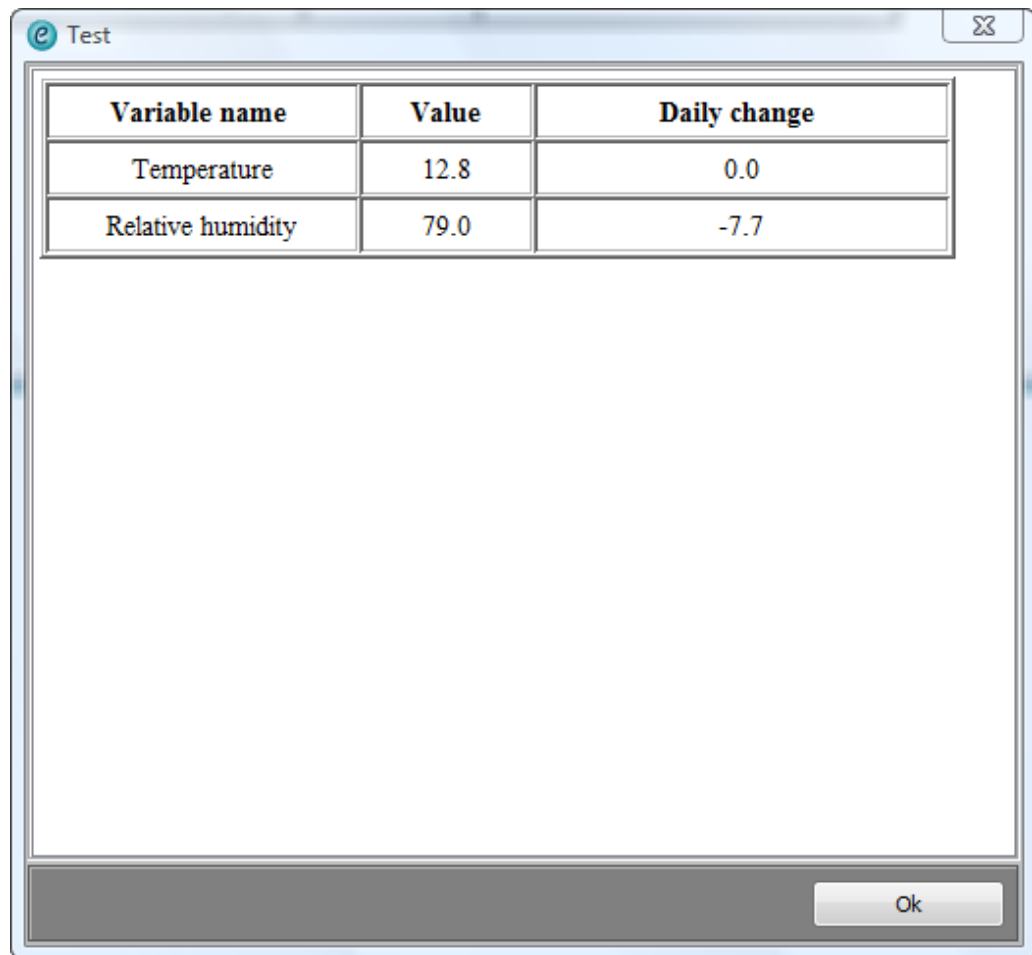 Test
Variable name Value Daily change
Temperature 12.8 0.0
Relative humidity 79.0 -7.7
Ok